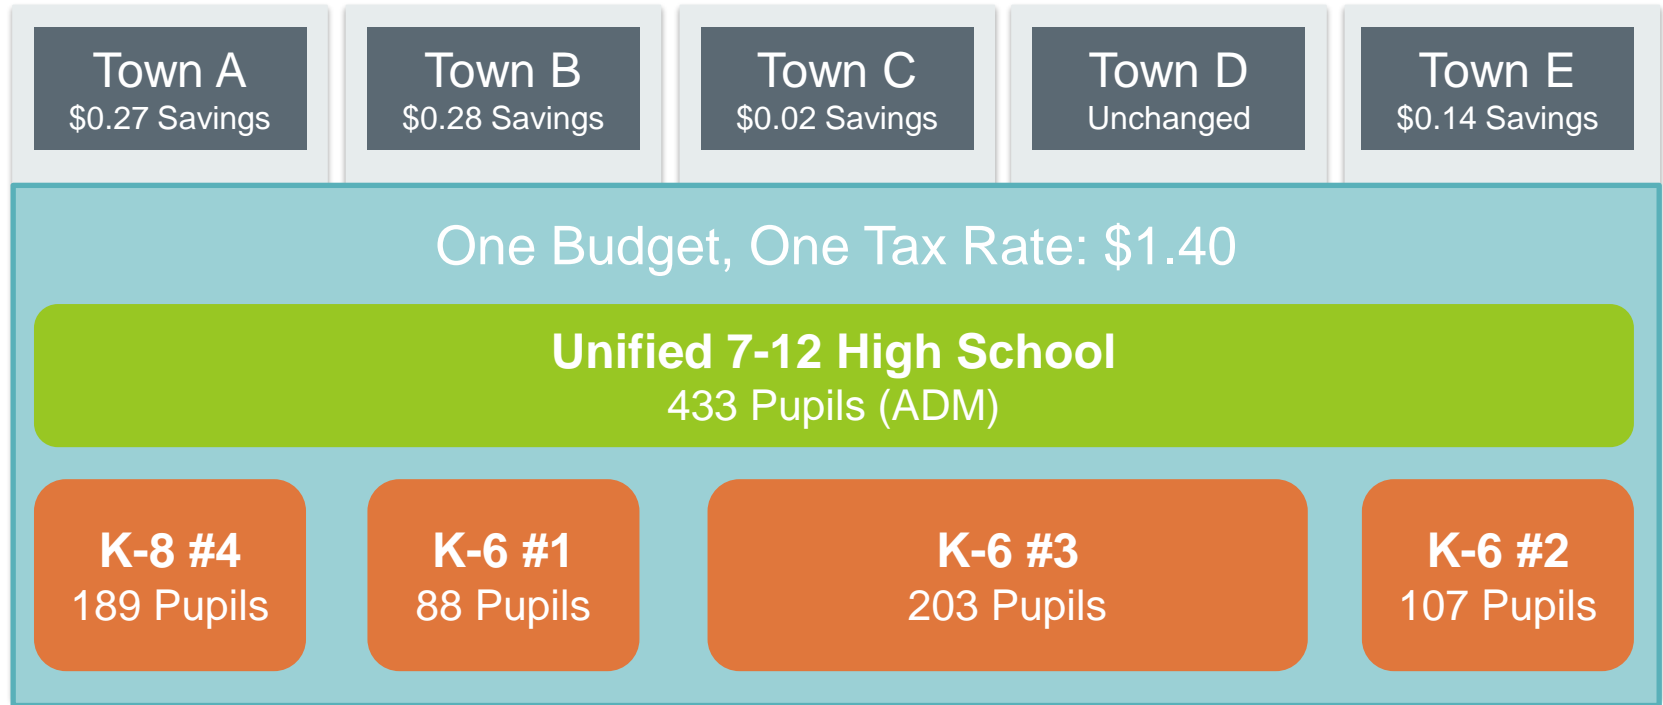 Town A
$0.27 Savings
Town B
$0.28 Savings
Town C
$0.02 Savings
Town D
Unchanged
Town E
$0.14 Savings
One Budget, One Tax Rate: $1.40
Unified 7-12 High School
433 Pupils (ADM)
K-8 #4
189 Pupils
K-6 #1
88 Pupils
K-6 #3
203 Pupils
K-6 #2
107 Pupils